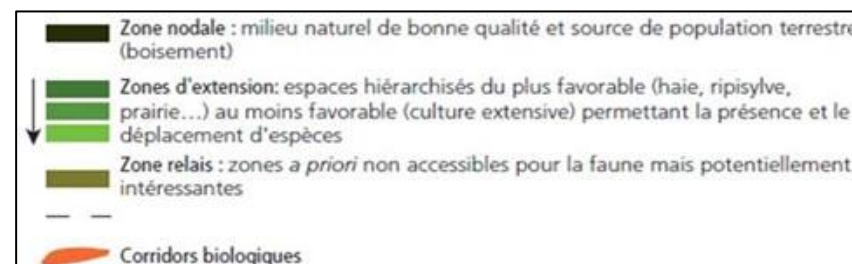 Zone nodale : milieu naturel de bonne qualité et source de population terrestre
(boisement)
Zones d'extension: espaces hiérarchisés du plus favorable (haie, ripisylve,
prairie...) au moins favorable (culture extensive) permettant la présence et le
déplacement d'espèces
Zone relais : zones a priori non accessibles pour la faune mais potentiellement
intéressantes
Corridors biologiques